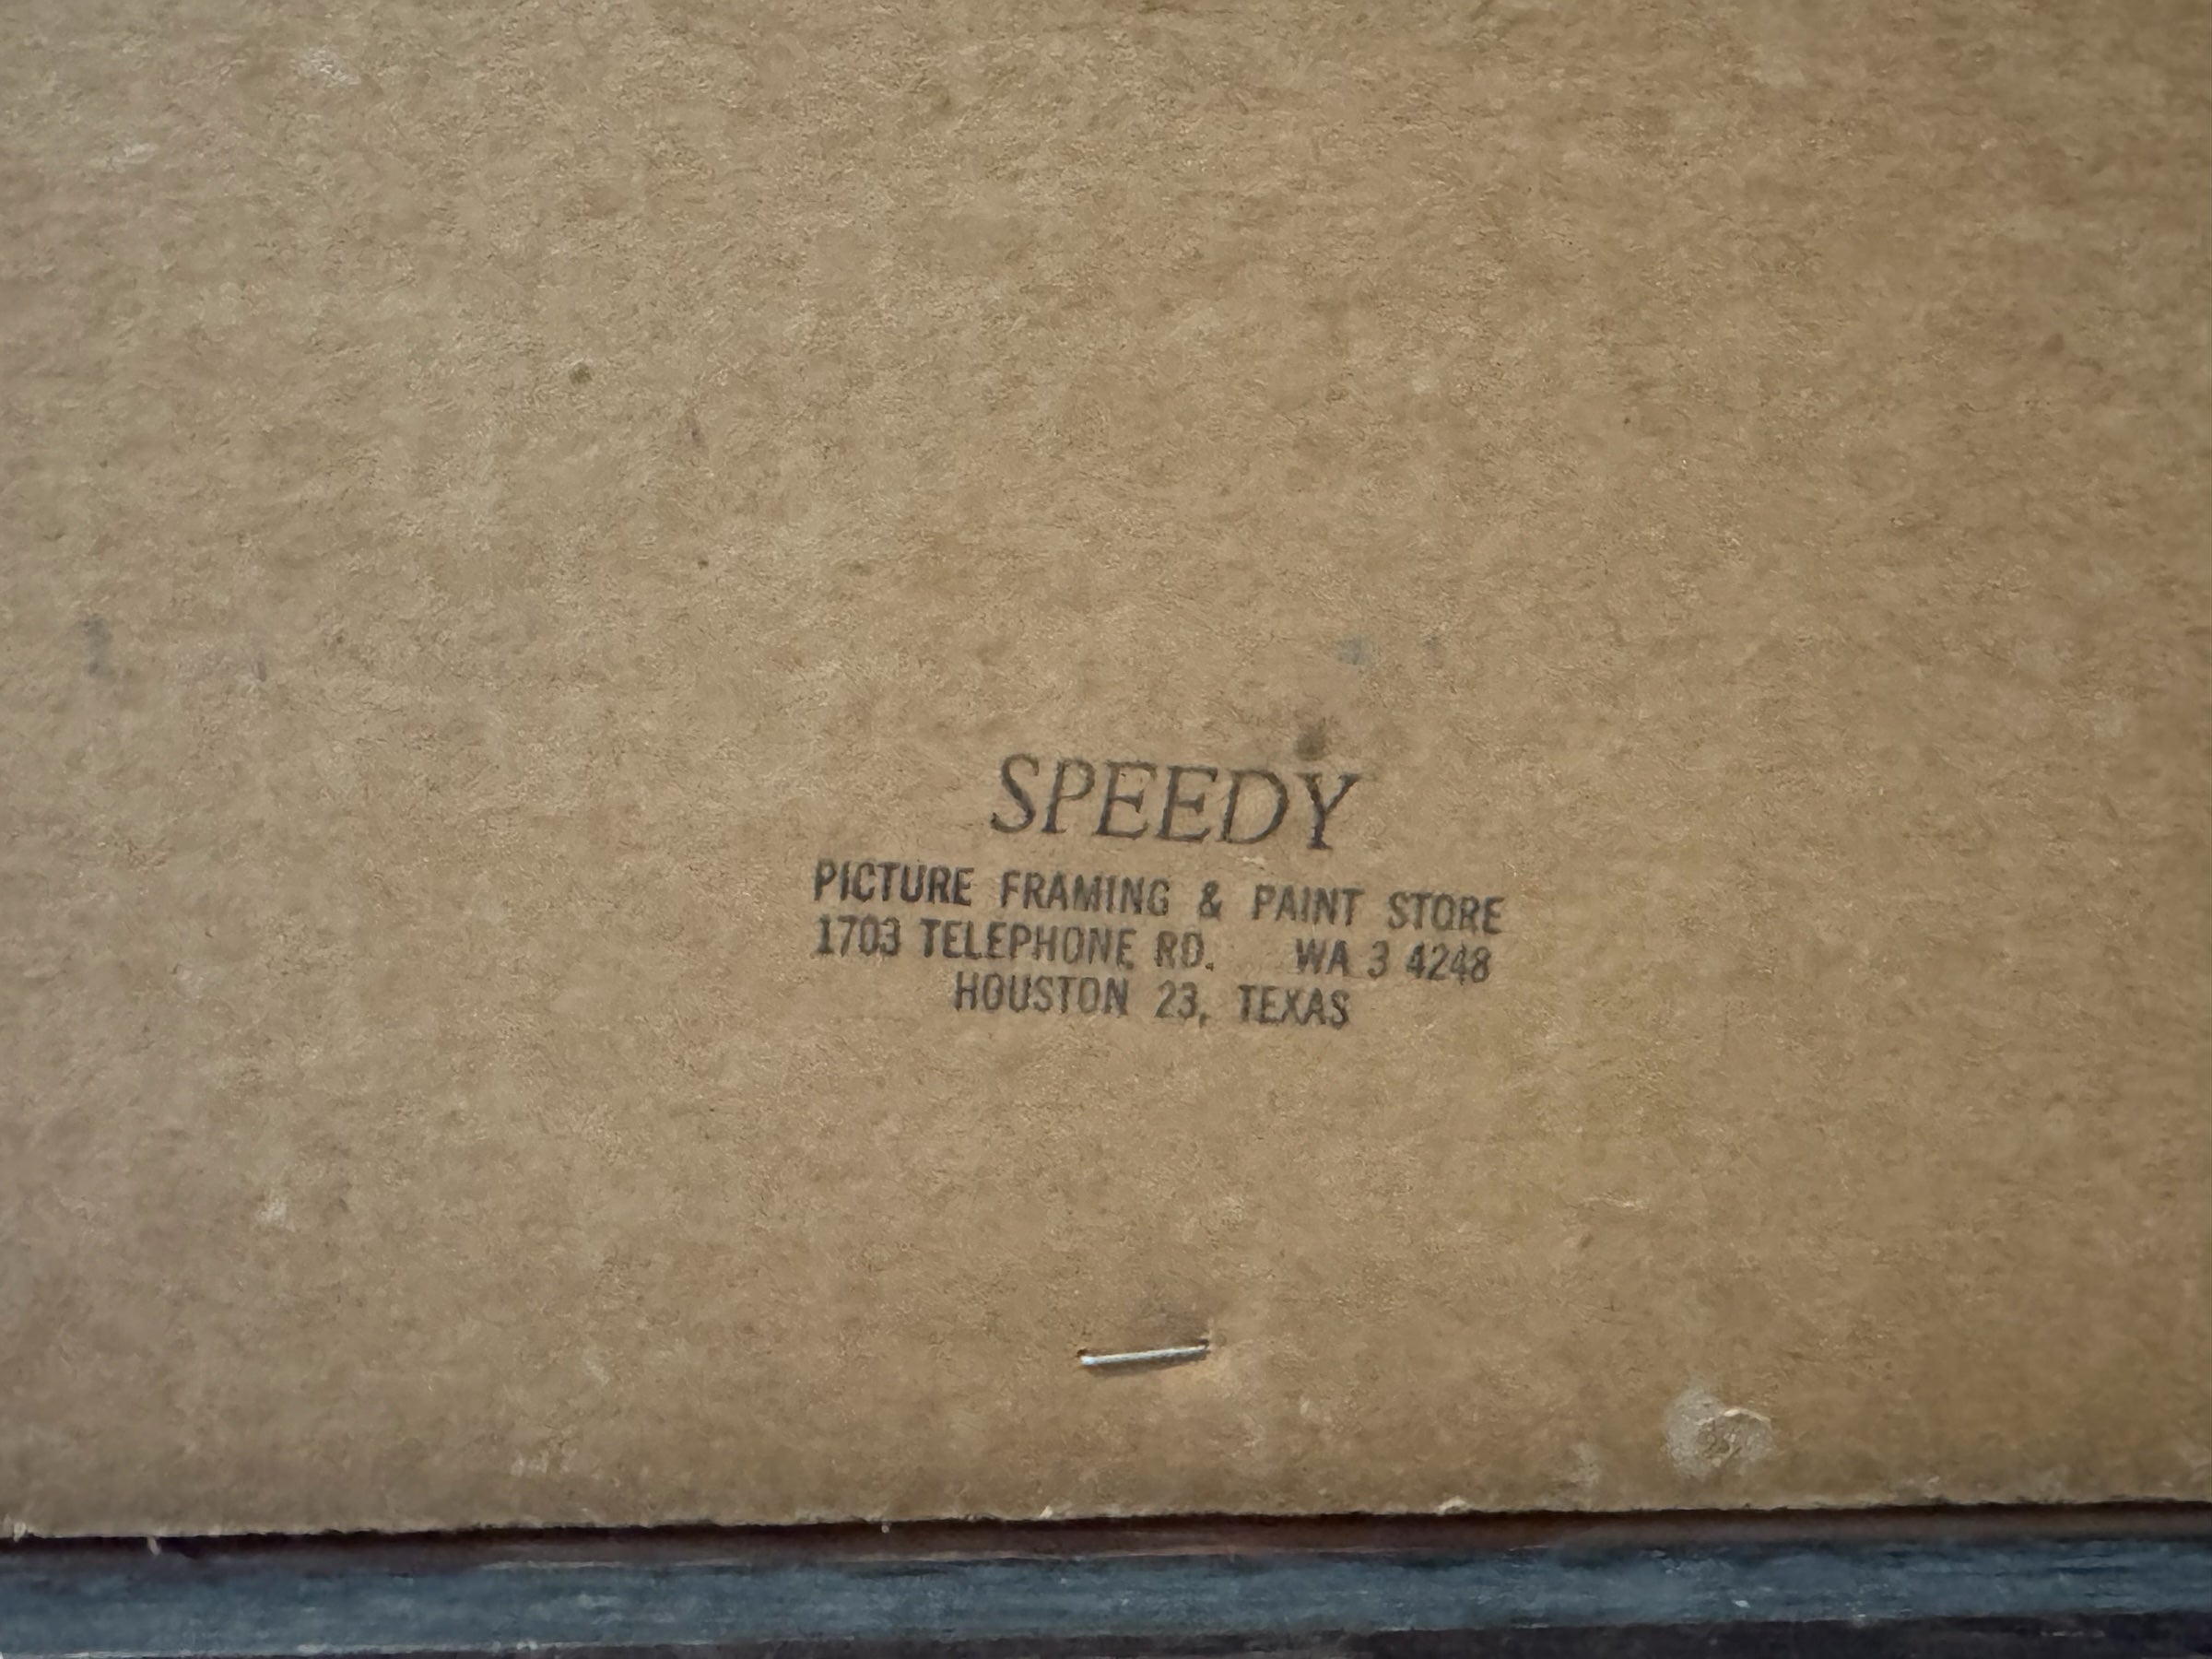 SPEEDY
PICTURE FRAMING & PAINT STORE
1703 TELEPHONE RD. WA 3 4248
HOUSTON 23, TEXAS